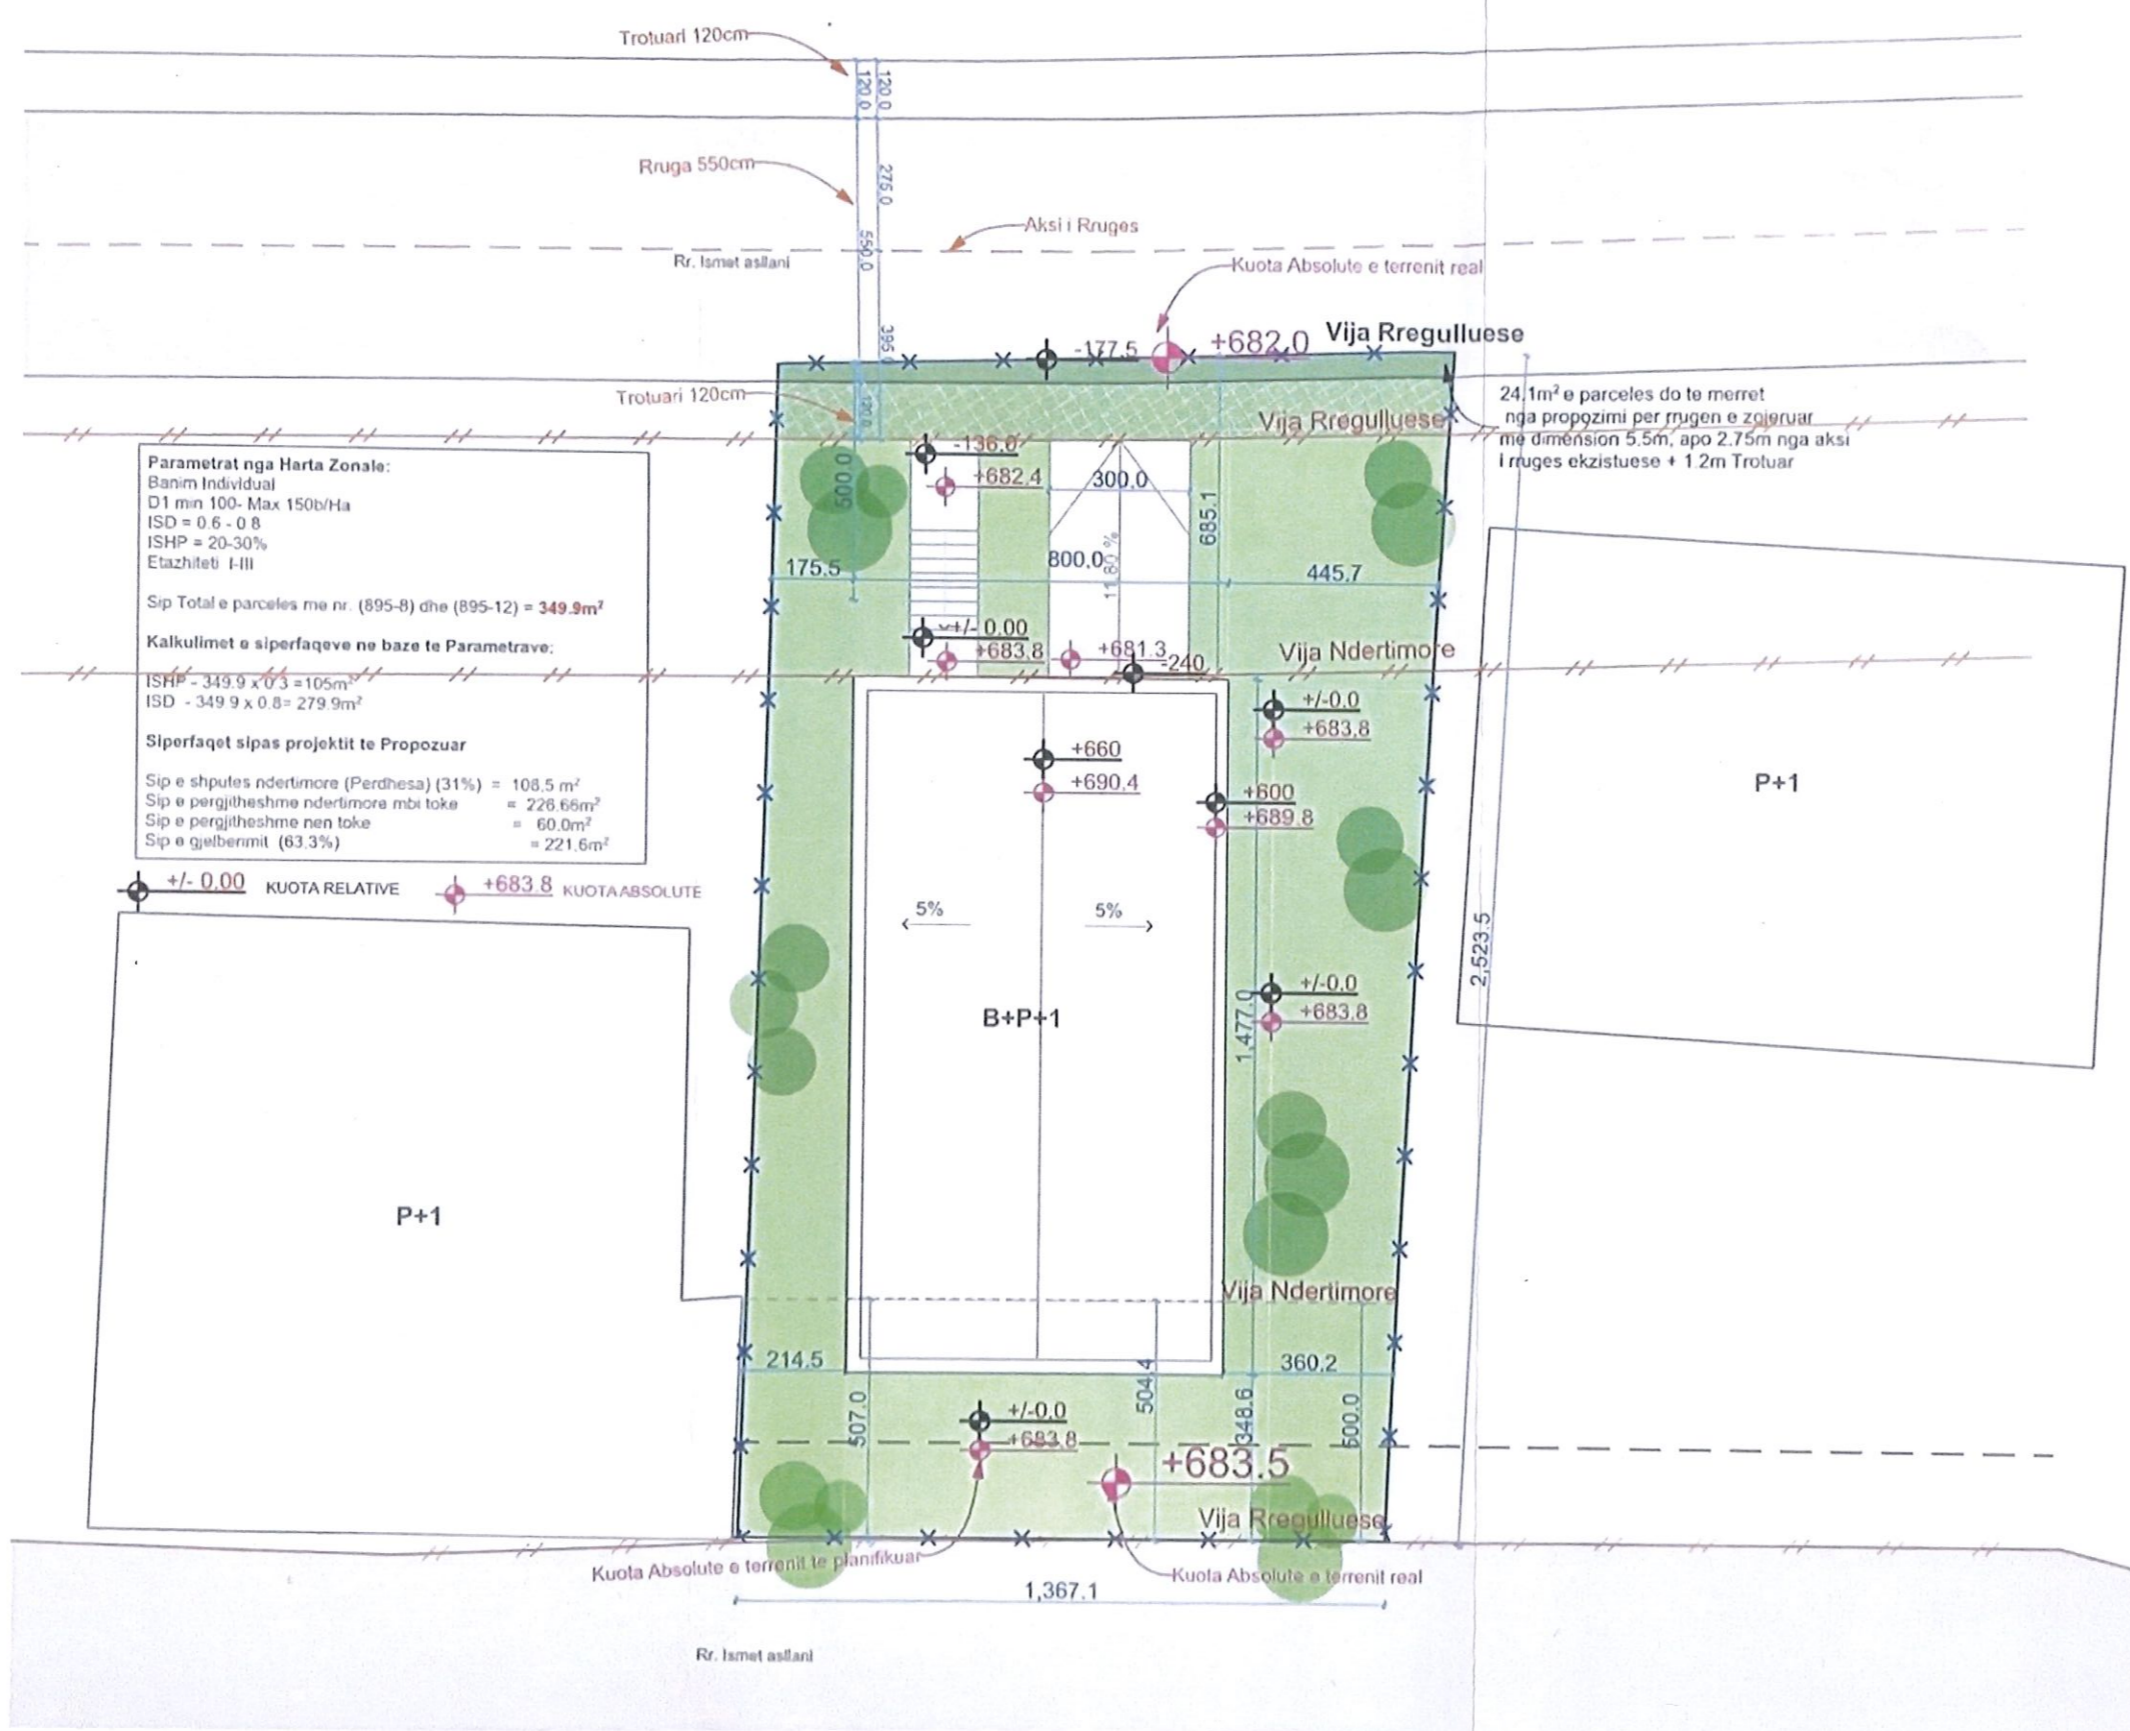 Trotuari 120cm
120.0
120.0
Rruga 550cm
275.0
Aksi i Rruges
550.0
Rr. Ismet asllani
Kuota Absolute e terrenit real
395.0
-177.5
+682.0
Vija Rregulluese
Trotuari 120cm
120.0
Vija Rregulluese
24.1m² e parceles do te merret
nga propozimi per rrugen e zgjeruar
me dimension 5.5m, apo 2.75m nga aksi
i rruges ekzistuese + 1.2m Trotuar
Parametrat nga Harta Zonale:
Banim Individual
D1 min 100- Max 150b/Ha
ISD = 0.6 - 0.8
ISHP = 20-30%
Etazhiteti I-III
Sip Total e parceles me nr. (895-8) dhe (895-12) = 349.9m²
Kalkulimet e siperfaqeve ne baze te Parametrave:
ISHP - 349.9 x 0.3 =105m²
ISD - 349.9 x 0.8= 279.9m²
Siperfaqet sipas projektit te Propozuar
Sip e shputes ndertimore (Perdhesa) (31%) = 108.5 m²
Sip e pergjitheshme ndertimore mbi toke = 226.66m²
Sip e pergjitheshme nen toke = 60.0m²
Sip e gjelberimit (63.3%) = 221.6m²
+/- 0.00 KUOTA RELATIVE
+683.8 KUOTA ABSOLUTE
-136.0
+682.4
500.0
300.0
685.1
175.5
800.0
11.80 %
445.7
+/- 0.00
+683.8
+681.3
-240
Vija Ndertimore
+/-0.0
+683.8
+660
+690.4
+600
+689.8
P+1
5%
5%
2,523.5
B+P+1
+/-0.0
+683.8
1,477.0
P+1
Vija Ndertimore
214.5
360.2
507.0
504.4
348.6
500.0
+/-0.0
+683.8
+683.5
Vija Rregulluese
Kuota Absolute e terrenit te planifikuar
Kuota Absolute e terrenit real
1,367.1
Rr. Ismet asllani